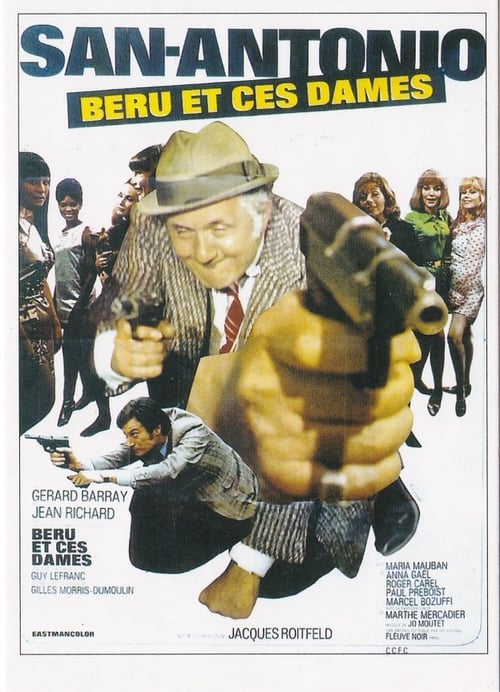 SAN-ANTONIO
BERU ET CES DAMES
GERARD BARRAY
JEAN RICHARD
BERU
ET CES
DAMES
GUY LEFRANC
GILLES MORRIS-DUMOULIN
EASTMANCOLOR
JACQUES ROITFELD
MARIA MAUBAN
ANNA GAEL
ROGER CAREL
PAUL PREBOIST
MARCEL BOZUFFI
MARTHE MERCADIER
JO MOUTET
FLEUVE NOIR
C.C.F.C.